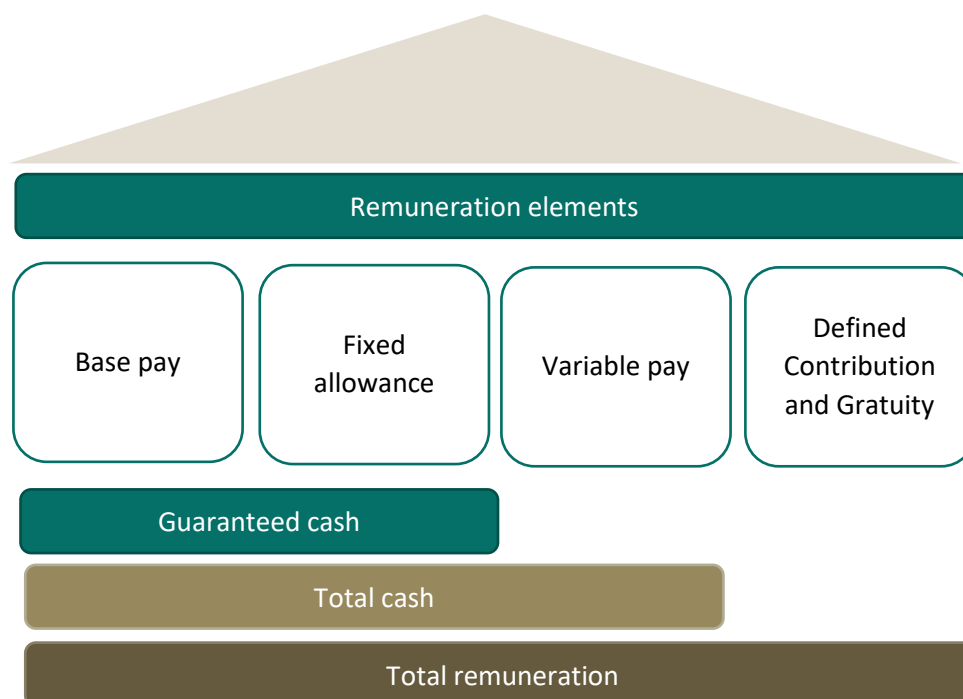 Remuneration elements
Base pay
Fixed
allowance
Variable pay
Defined
Contribution
and Gratuity
Guaranteed cash
Total cash
Total remuneration